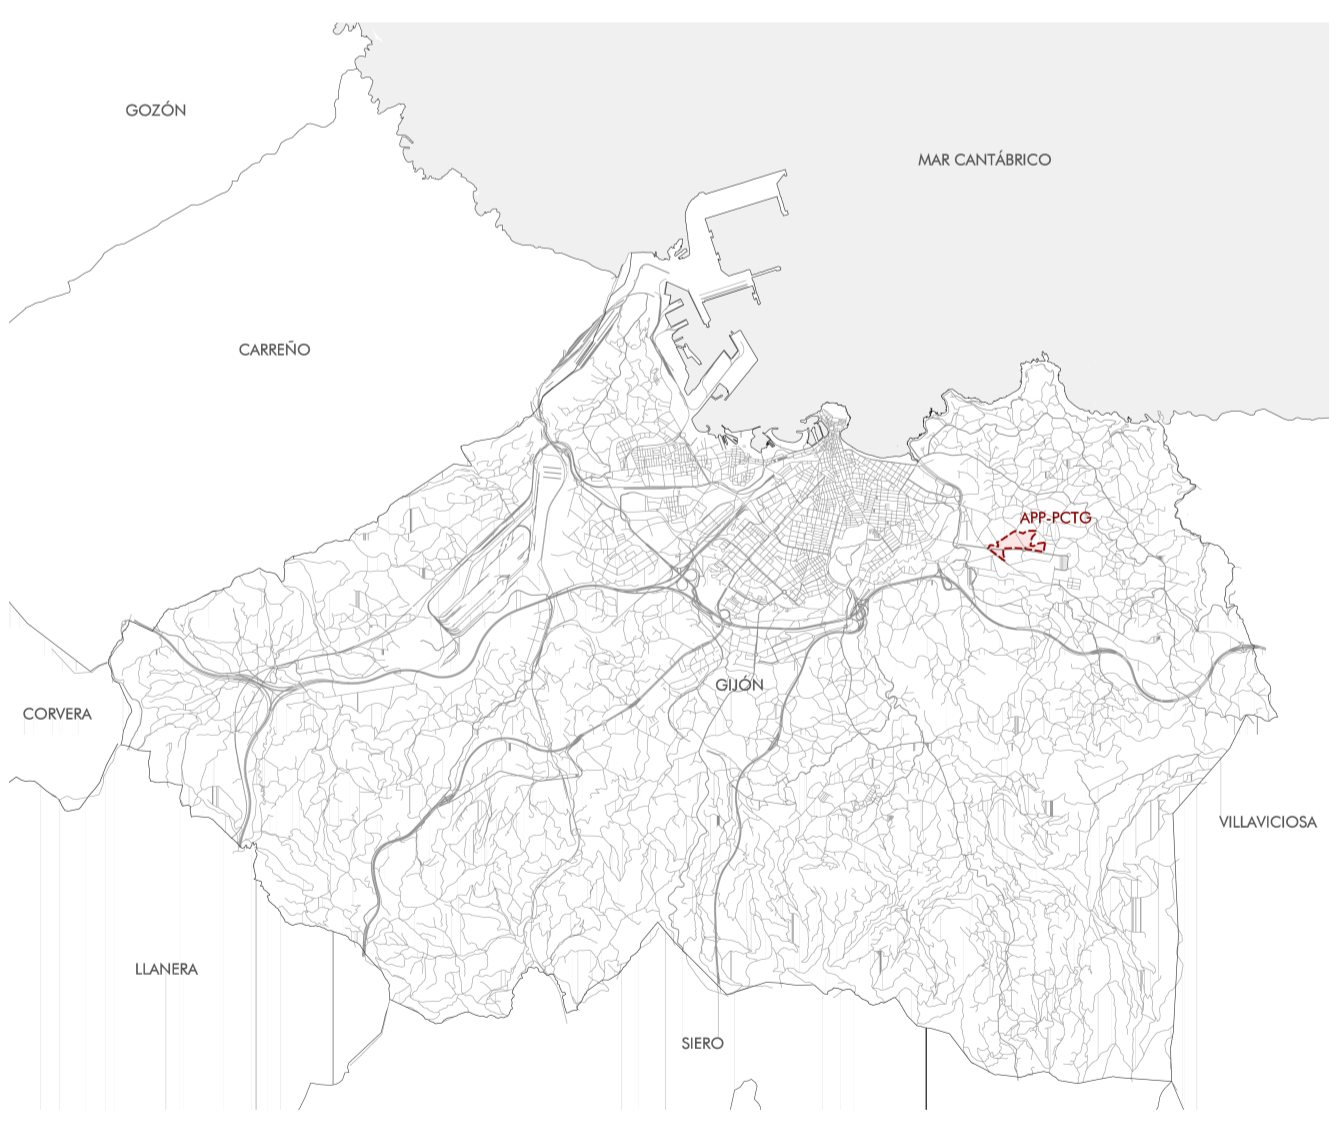 GOZÓN
MAR CANTÁBRICO
CARREÑO
APP-PCTG
GIJÓN
CORVERA
VILLAVICIOSA
LLANERA
SIERO